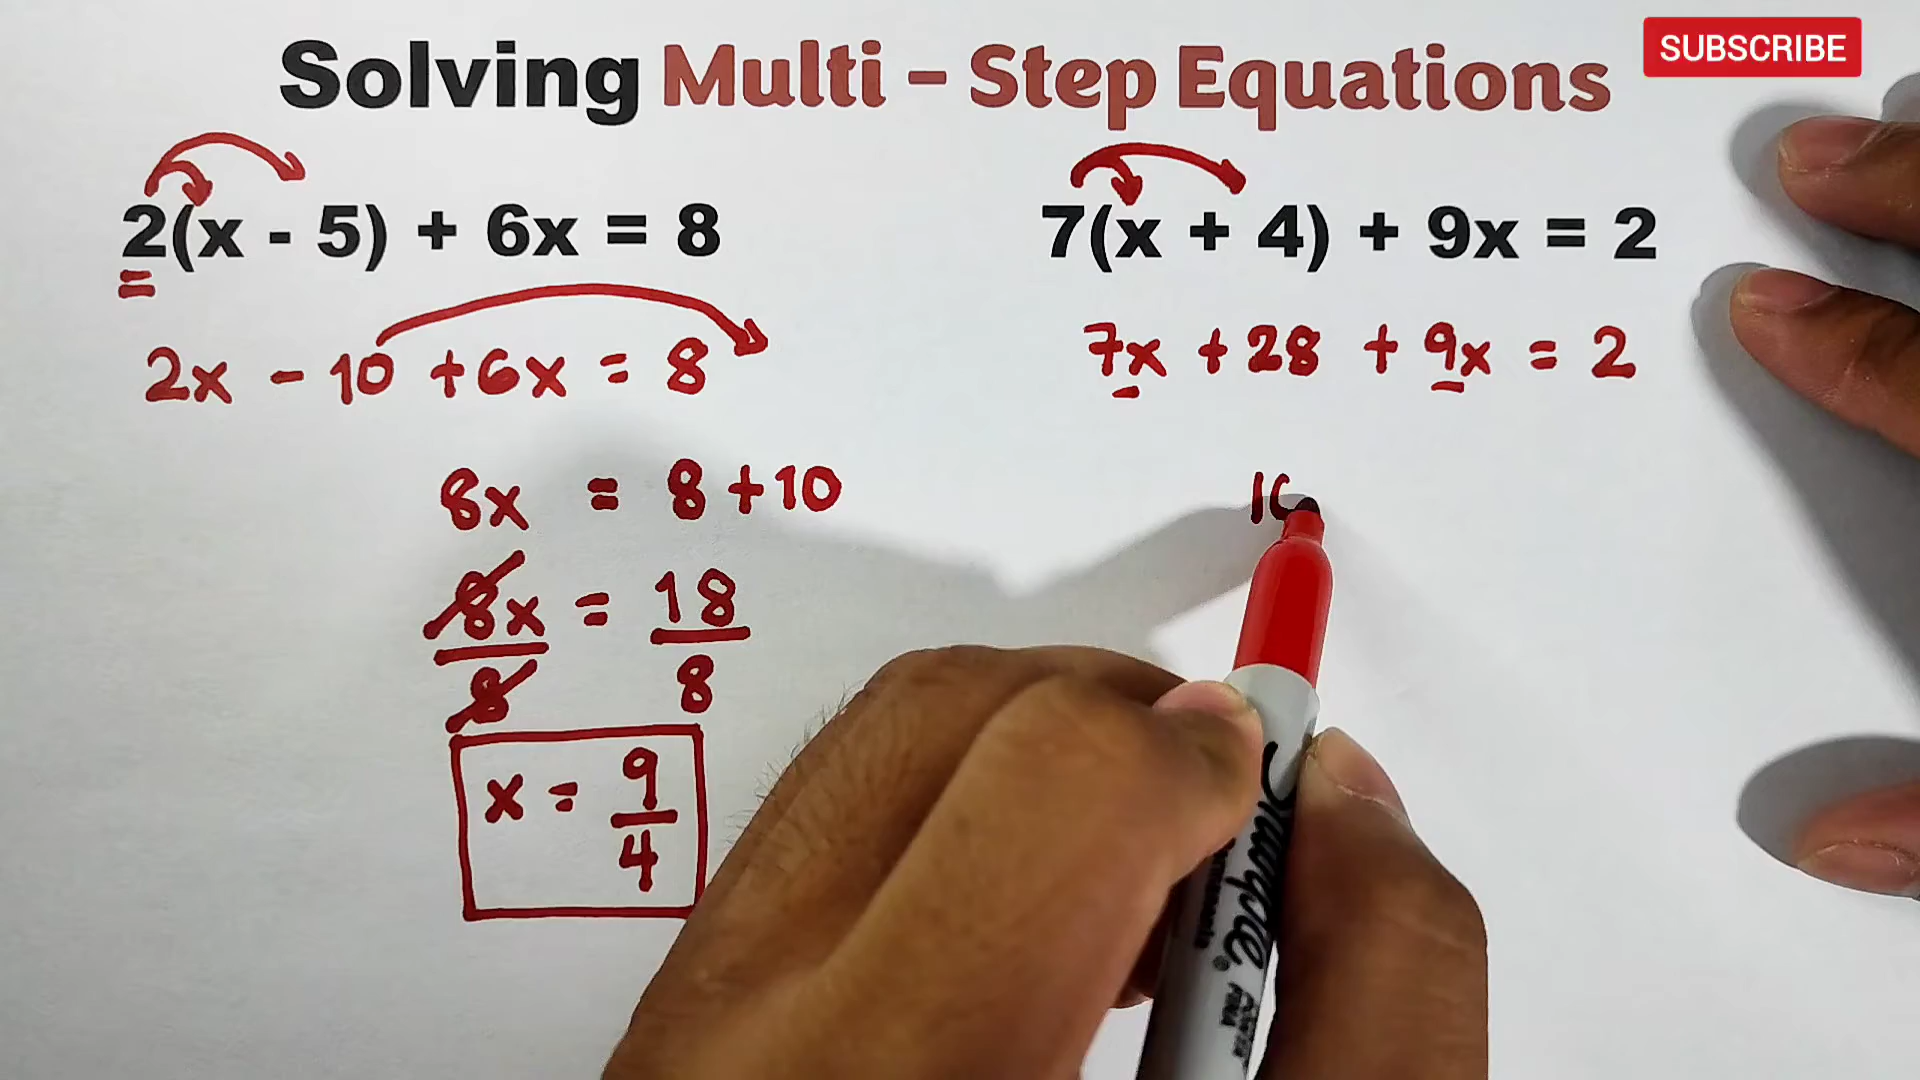 Solving Multi - Step Equations
SUBSCRIBE
2(x - 5) + 6x = 8
2x - 10 + 6x = 8
8x = 8 + 10
8x/8 = 18/8
x = 9/4
7(x + 4) + 9x = 2
7x + 28 + 9x = 2
Sharpie